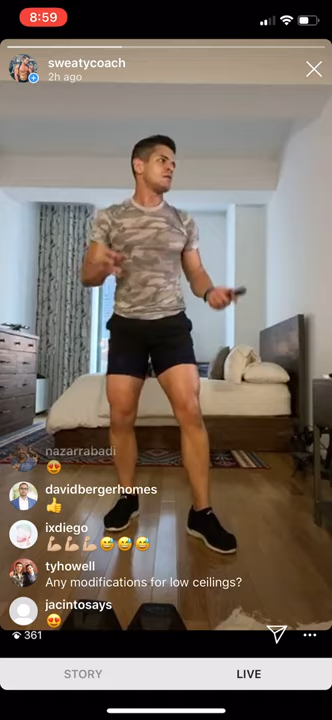 8:59
sweatycoach
2h ago
nazarrabadi
davidbergerhomes
ixdiego
tyhowell
Any modifications for low ceilings?
jacintosays
361
STORY
LIVE